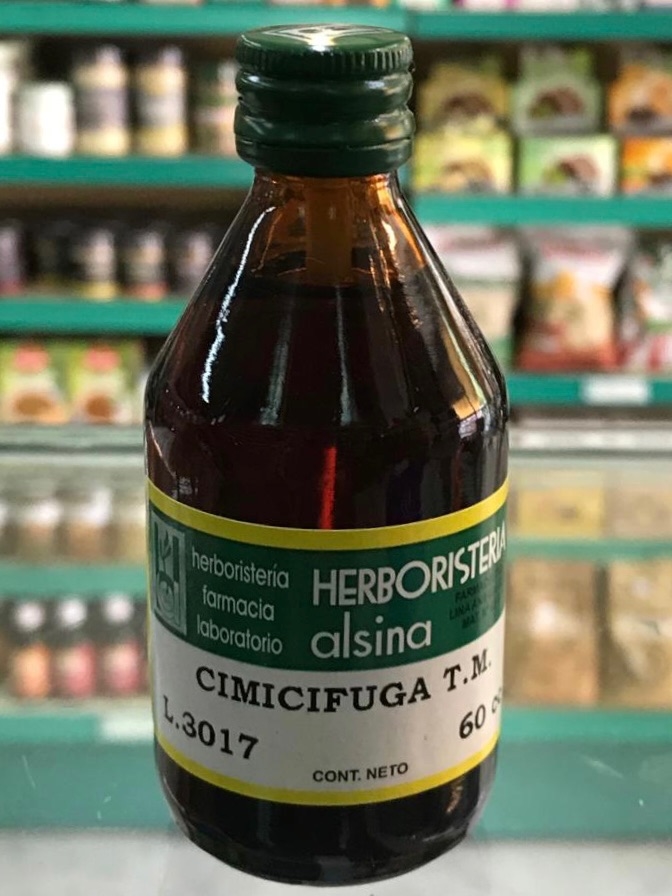 herboristería
farmacia
laboratorio
HERBORISTERIA
alsina
CIMICIFUGA T.M.
L.3017
60 cc
CONT. NETO